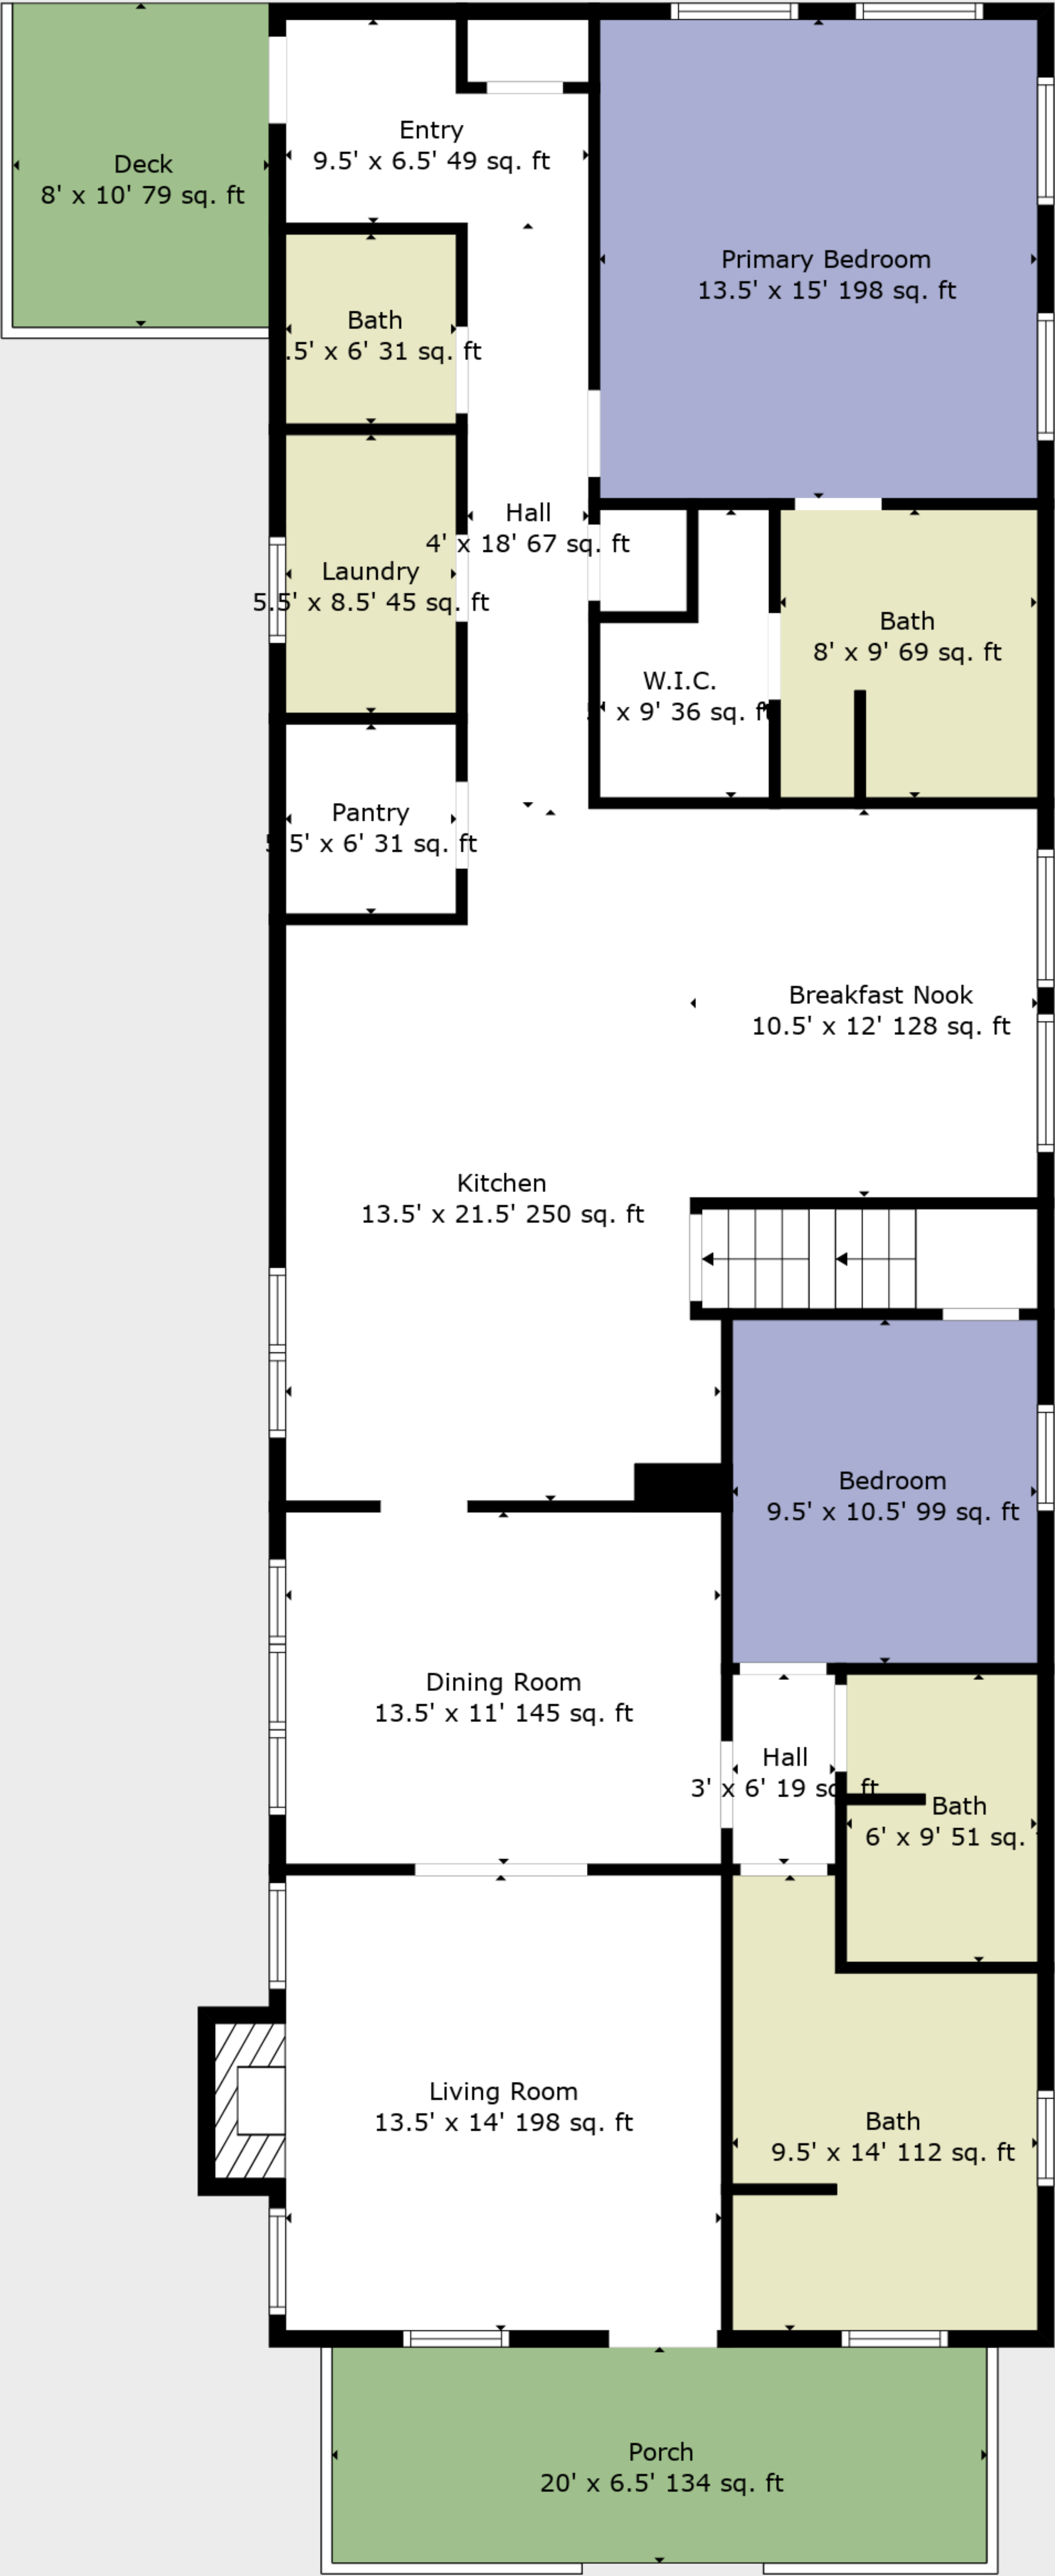 Entry
9.5' x 6.5' 49 sq. ft
Deck
8' x 10' 79 sq. ft
Primary Bedroom
13.5' x 15' 198 sq. ft
Bath
.5' x 6' 31 sq. ft
Hall
4' x 18' 67 sq. ft
Laundry
5.5' x 8.5' 45 sq. ft
Bath
8' x 9' 69 sq. ft
W.I.C.
x 9' 36 sq. ft
Pantry
5.5' x 6' 31 sq. ft
Breakfast Nook
10.5' x 12' 128 sq. ft
Kitchen
13.5' x 21.5' 250 sq. ft
Bedroom
9.5' x 10.5' 99 sq. ft
Dining Room
13.5' x 11' 145 sq. ft
Hall
3' x 6' 19 sq. ft
Bath
6' x 9' 51 sq.
Living Room
13.5' x 14' 198 sq. ft
Bath
9.5' x 14' 112 sq. ft
Porch
20' x 6.5' 134 sq. ft